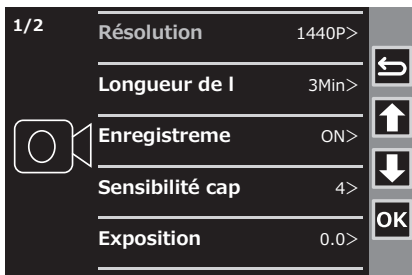 1/2
Résolution 1440P>
Longueur de l 3Min>
Enregistreme ON>
Sensibilité cap 4>
Exposition 0.0>
OK